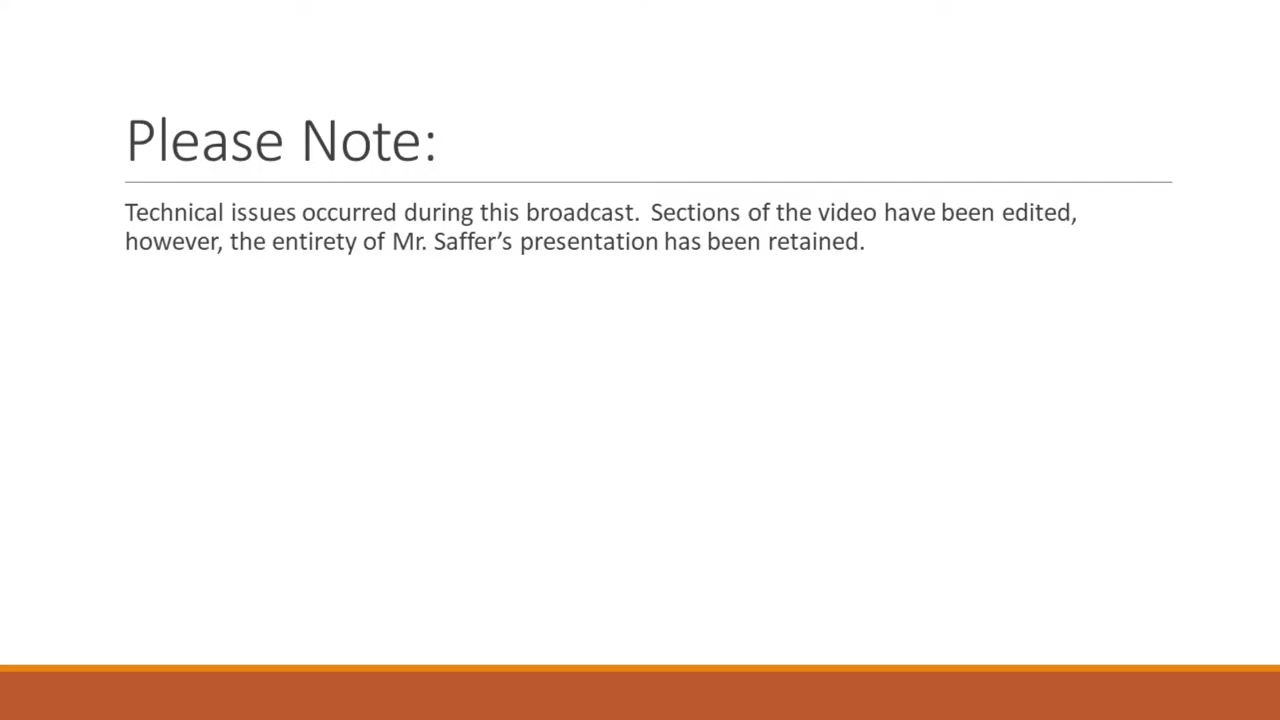 Please Note:
Technical issues occurred during this broadcast.  Sections of the video have been edited,
however, the entirety of Mr. Saffer’s presentation has been retained.